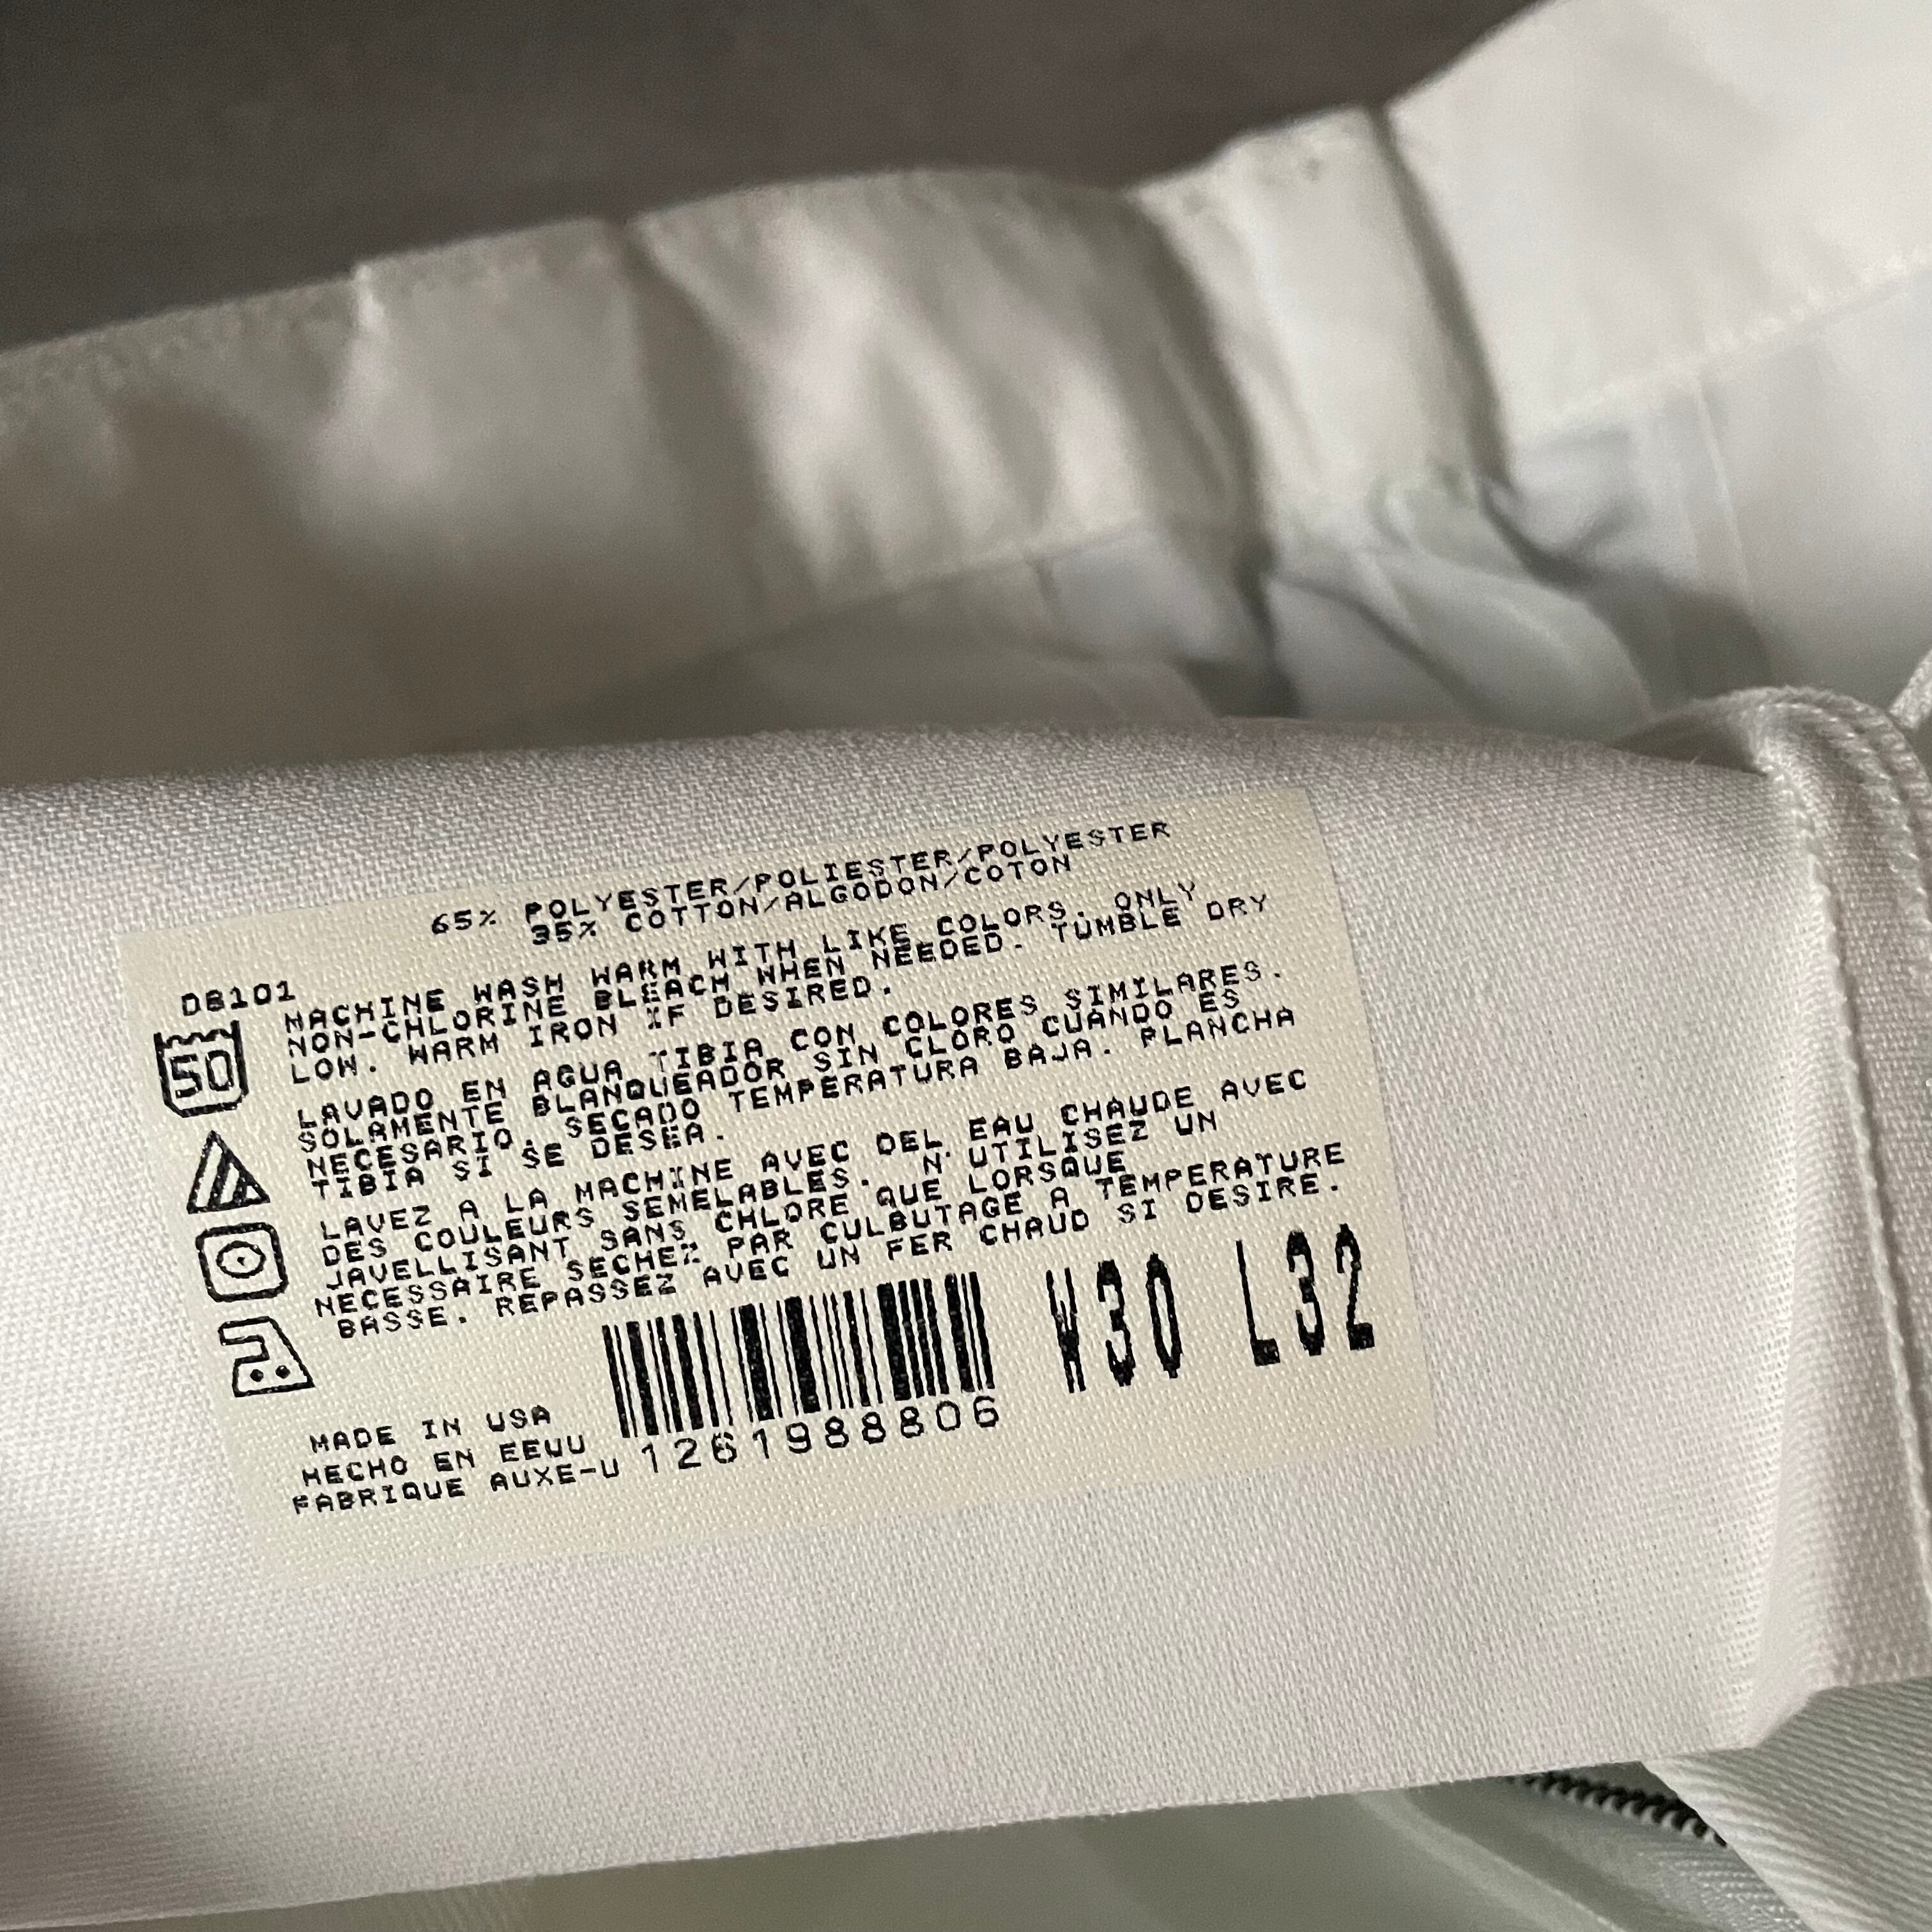 65% POLYESTER/POLIESTER/POLYESTER
35% COTTON/ALGODON/COTON
DB101
MACHINE WASH WARM WITH LIKE COLORS. ONLY
NON-CHLORINE BLEACH WHEN NEEDED. TUMBLE DRY
LOW. WARM IRON IF DESIRED.
50
LAVADO EN AGUA TIBIA CON COLORES SIMILARES.
SOLAMENTE BLANQUEADOR SIN CLORO CUANDO ES
NECESARIO. SECADO TEMPERATURA BAJA. PLANCHA
TIBIA SI SE DESEA.
LAVEZ A LA MACHINE AVEC DEL EAU CHAUDE AVEC
DES COULEURS SEMELABLES. N'UTILISEZ UN
JAVELLISANT SANS CHLORE QUE LORSQUE
NECESSAIRE SECHEZ PAR CULBUTAGE A TEMPERATURE
BASSE. REPASSEZ AVEC UN FER CHAUD SI DESIRE.
W30 L32
MADE IN USA
HECHO EN EEUU
FABRIQUE AUXE-U
1261988806